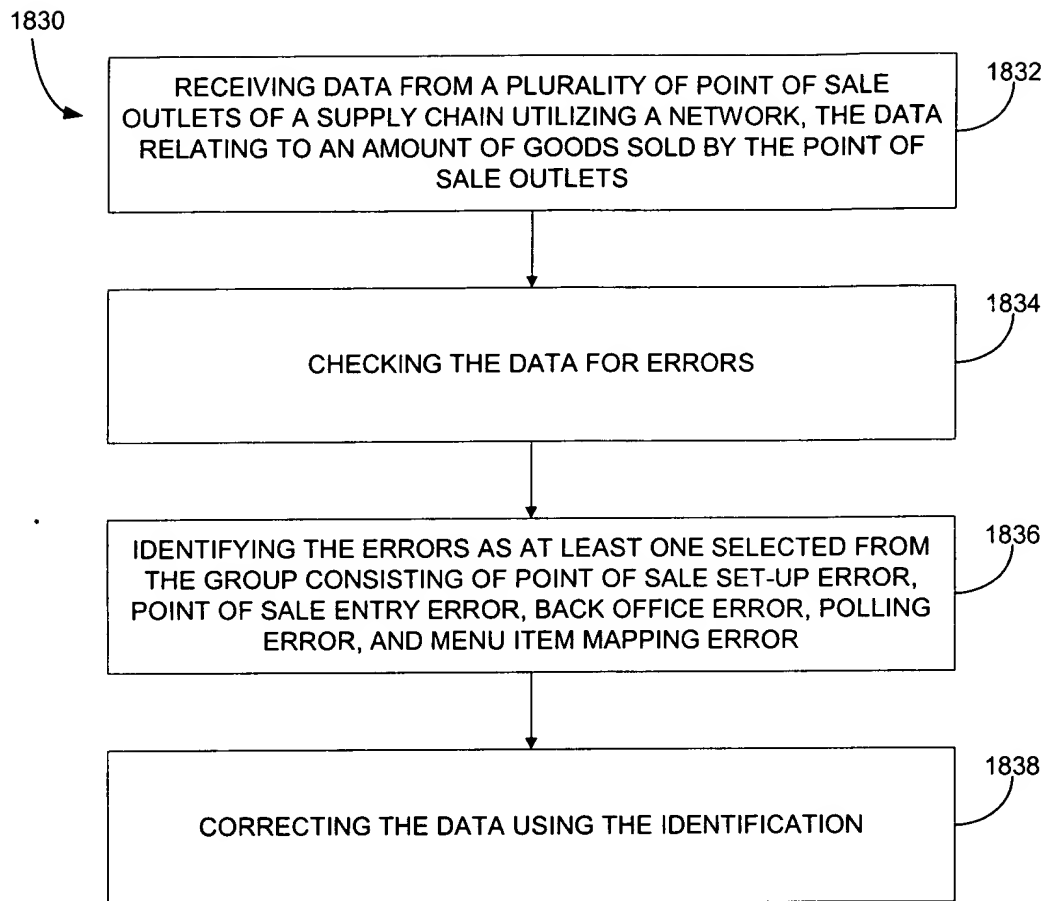 1830
RECEIVING DATA FROM A PLURALITY OF POINT OF SALE
OUTLETS OF A SUPPLY CHAIN UTILIZING A NETWORK, THE DATA
RELATING TO AN AMOUNT OF GOODS SOLD BY THE POINT OF
SALE OUTLETS
1832
CHECKING THE DATA FOR ERRORS
1834
IDENTIFYING THE ERRORS AS AT LEAST ONE SELECTED FROM
THE GROUP CONSISTING OF POINT OF SALE SET-UP ERROR,
POINT OF SALE ENTRY ERROR, BACK OFFICE ERROR, POLLING
ERROR, AND MENU ITEM MAPPING ERROR
1836
CORRECTING THE DATA USING THE IDENTIFICATION
1838